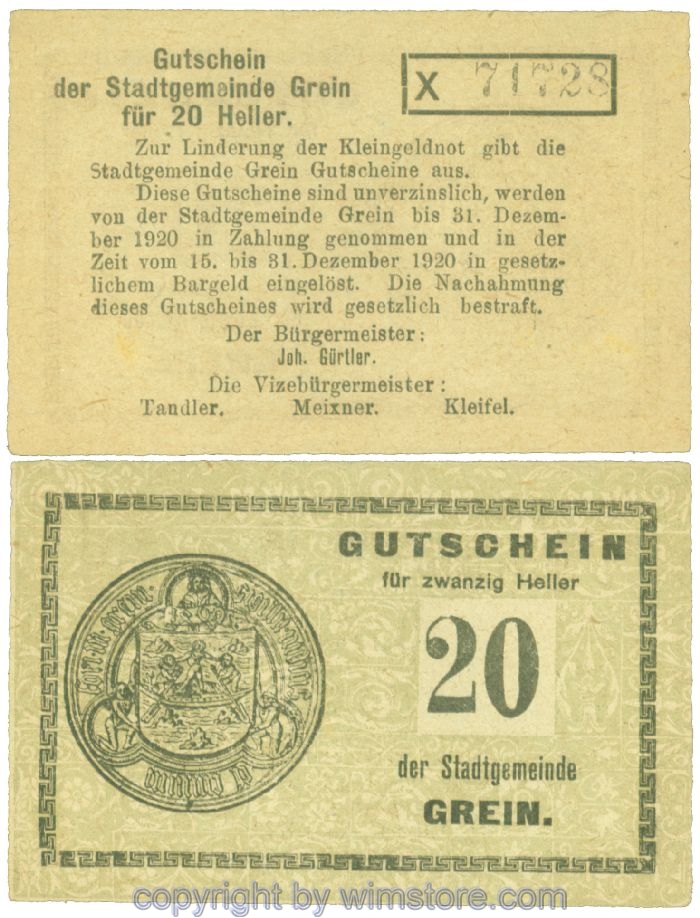 Gutschein
der Stadtgemeinde Grein
für 20 Heller.
X 71728
Zur Linderung der Kleingeldnot gibt die
Stadtgemeinde Grein Gutscheine aus.
Diese Gutscheine sind unverzinslich, werden
von der Stadtgemeinde Grein bis 31. Dezem-
ber 1920 in Zahlung genommen und in der
Zeit vom 15. bis 31. Dezember 1920 in gesetz-
lichem Bargeld eingelöst. Die Nachahmung
dieses Gutscheines wird gesetzlich bestraft.
Der Bürgermeister:
Joh. Gürtler.
Die Vizebürgermeister:
Tandler. Meixner. Kleifel.
GUTSCHEIN
für zwanzig Heller
20
der Stadtgemeinde
GREIN.
copyright by wimstore.com